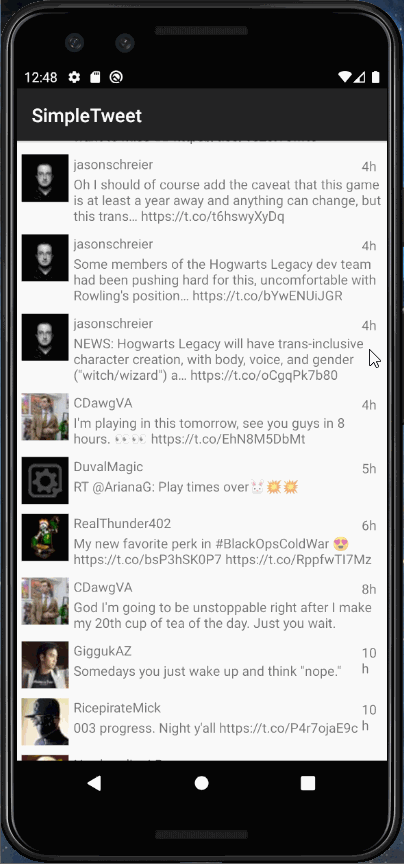 12:48
SimpleTweet
jasonschreier 4h
Oh I should of course add the caveat that this game
is at least a year away and anything can change, but
this trans… https://t.co/t6hswyXyDq
jasonschreier 4h
Some members of the Hogwarts Legacy dev team
had been pushing hard for this, uncomfortable with
Rowling's position… https://t.co/bYwENUiJGR
jasonschreier 4h
NEWS: Hogwarts Legacy will have trans-inclusive
character creation, with body, voice, and gender
("witch/wizard") a… https://t.co/oCgqPk7b80
CDawgVA 4h
I'm playing in this tomorrow, see you guys in 8
hours. 👀 👀 https://t.co/EhN8M5DbMt
DuvalMagic 5h
RT @ArianaG: Play times over🐰💥💥
RealThunder402 6h
My new favorite perk in #BlackOpsColdWar 😍
https://t.co/bsP3hSK0P7 https://t.co/RppfwTI7Mz
CDawgVA 8h
God I'm going to be unstoppable right after I make
my 20th cup of tea of the day. Just you wait.
GiggukAZ 10
h
Somedays you just wake up and think "nope."
RicepirateMick 10
h
003 progress. Night y'all https://t.co/P4r7ojaE9c